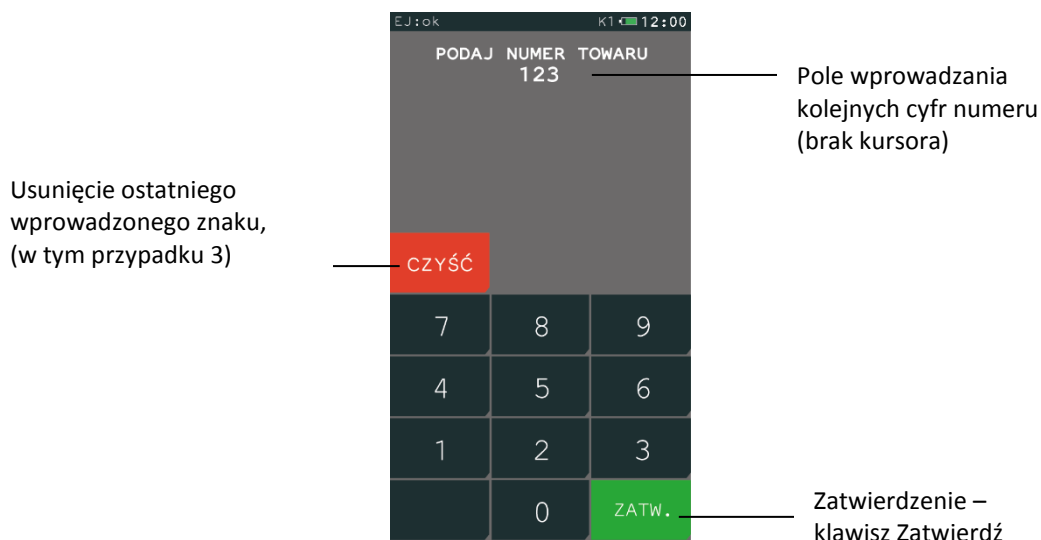 EJ:ok K1 12:00
PODAJ NUMER TOWARU
123
Pole wprowadzania
kolejnych cyfr numeru
(brak kursora)
Usunięcie ostatniego
wprowadzonego znaku,
(w tym przypadku 3)
CZYŚĆ
7 8 9
4 5 6
1 2 3
0 ZATW.
Zatwierdzenie –
klawisz Zatwierdź